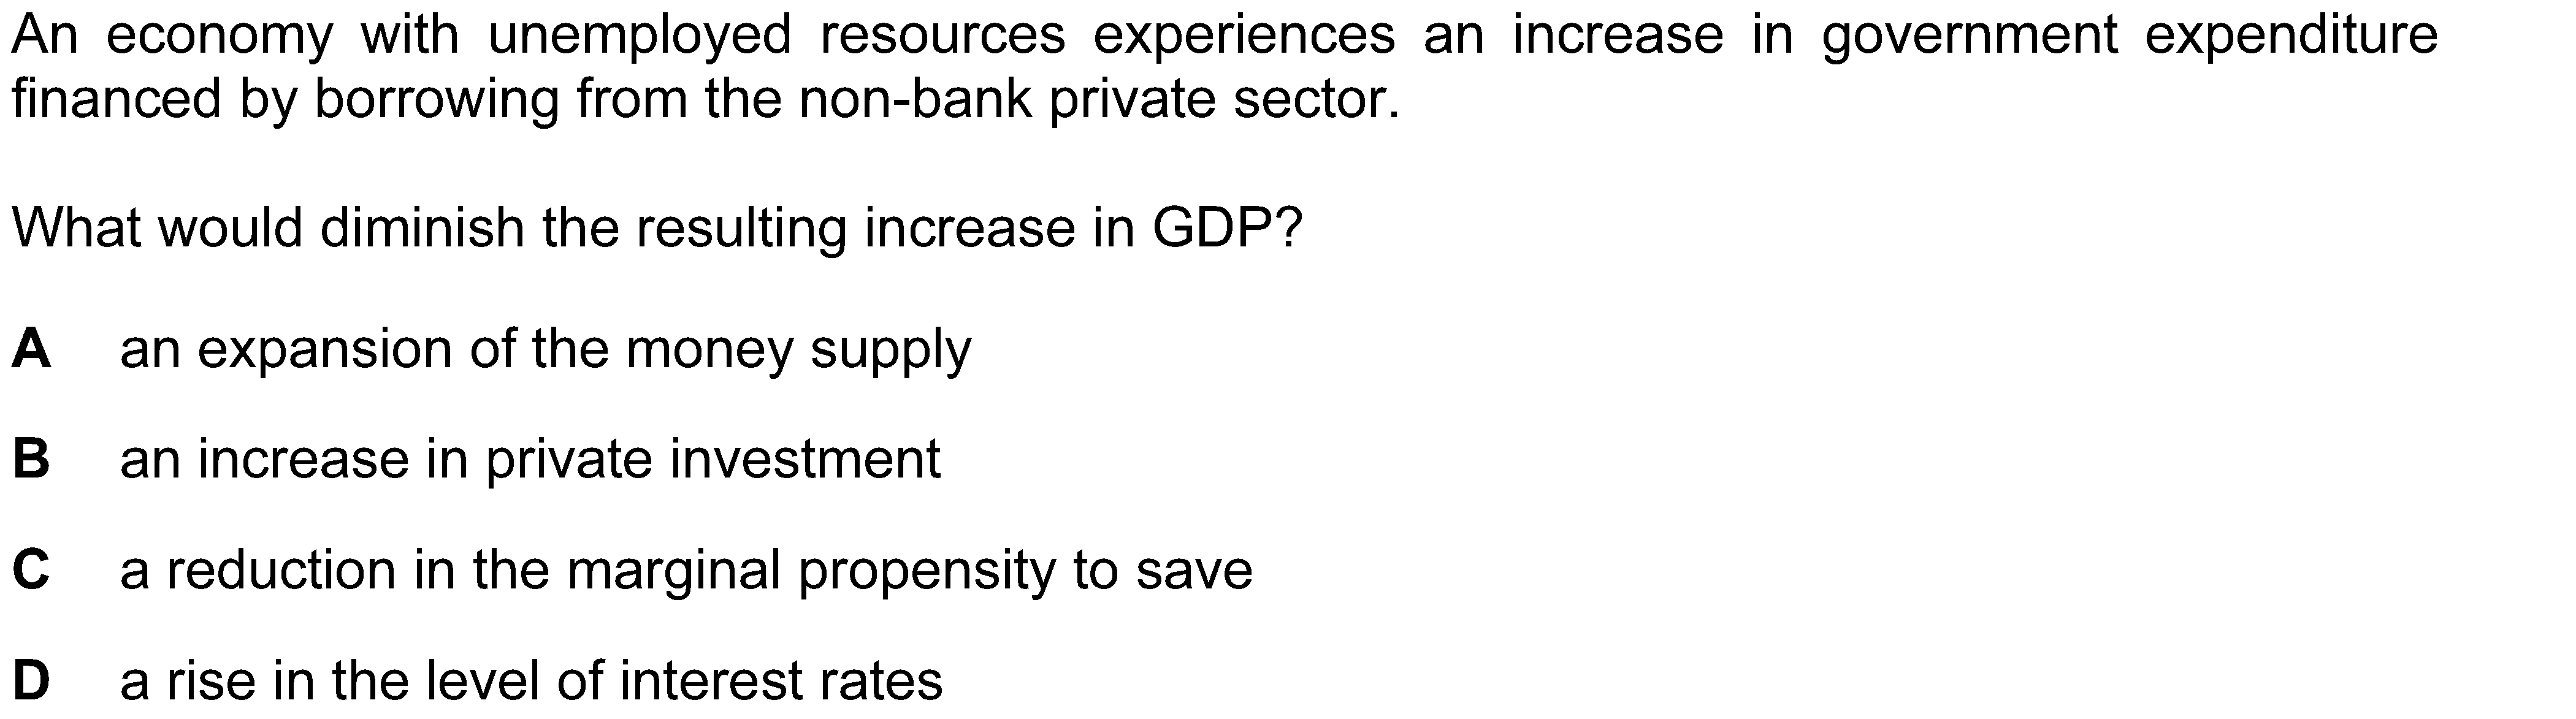 An economy with unemployed resources experiences an increase in government expenditure
financed by borrowing from the non-bank private sector.
What would diminish the resulting increase in GDP?
A an expansion of the money supply
B an increase in private investment
C a reduction in the marginal propensity to save
D a rise in the level of interest rates